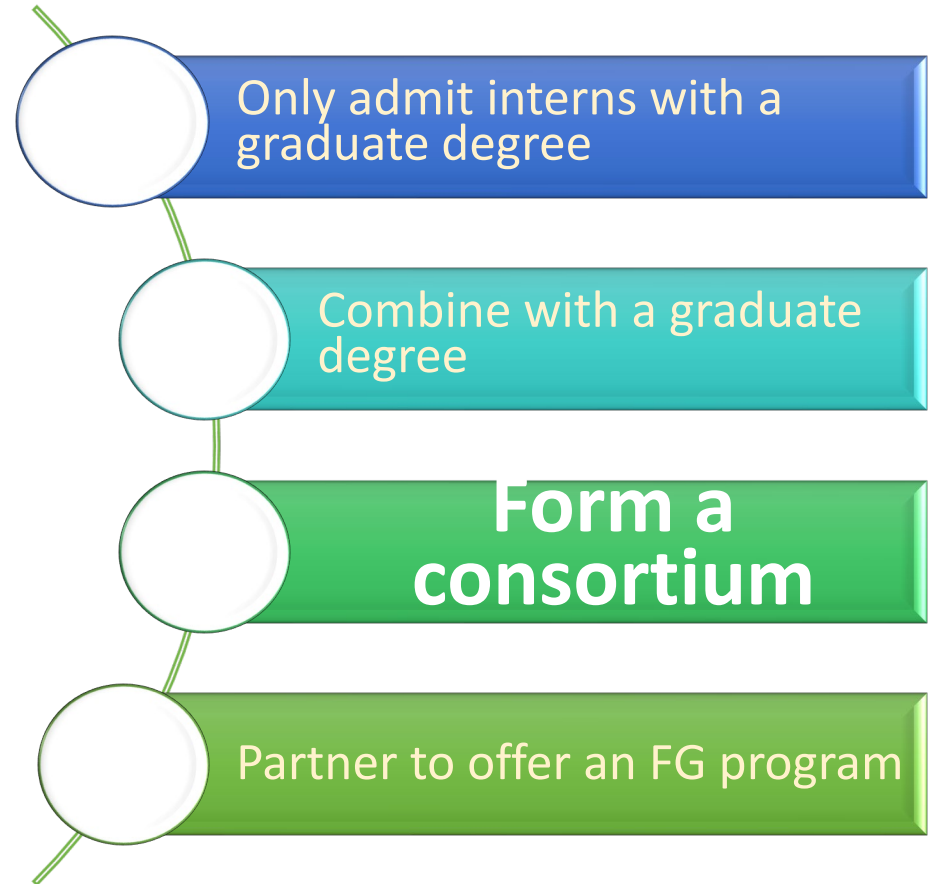 Only admit interns with a
graduate degree
Combine with a graduate
degree
Form a
consortium
Partner to offer an FG program